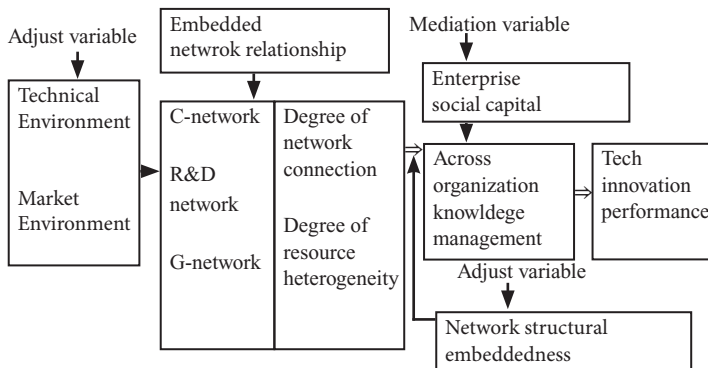 Adjust variable
Technical
Environment
Market
Environment
Embedded
netwrok relationship
C-network
R&D
network
G-network
Degree of
network
connection
Degree of
resource
heterogeneity
Mediation variable
Enterprise
social capital
Across
organization
knowldege
management
Tech
innovation
performance
Adjust variable
Network structural
embeddedness